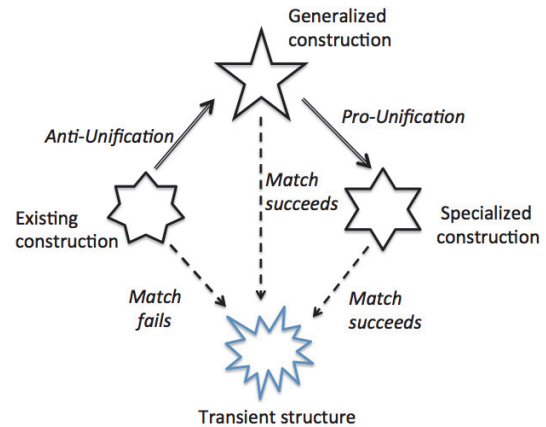 Generalized
construction
Anti-Unification
Pro-Unification
Match
succeeds
Existing
construction
Specialized
construction
Match
fails
Match
succeeds
Transient structure